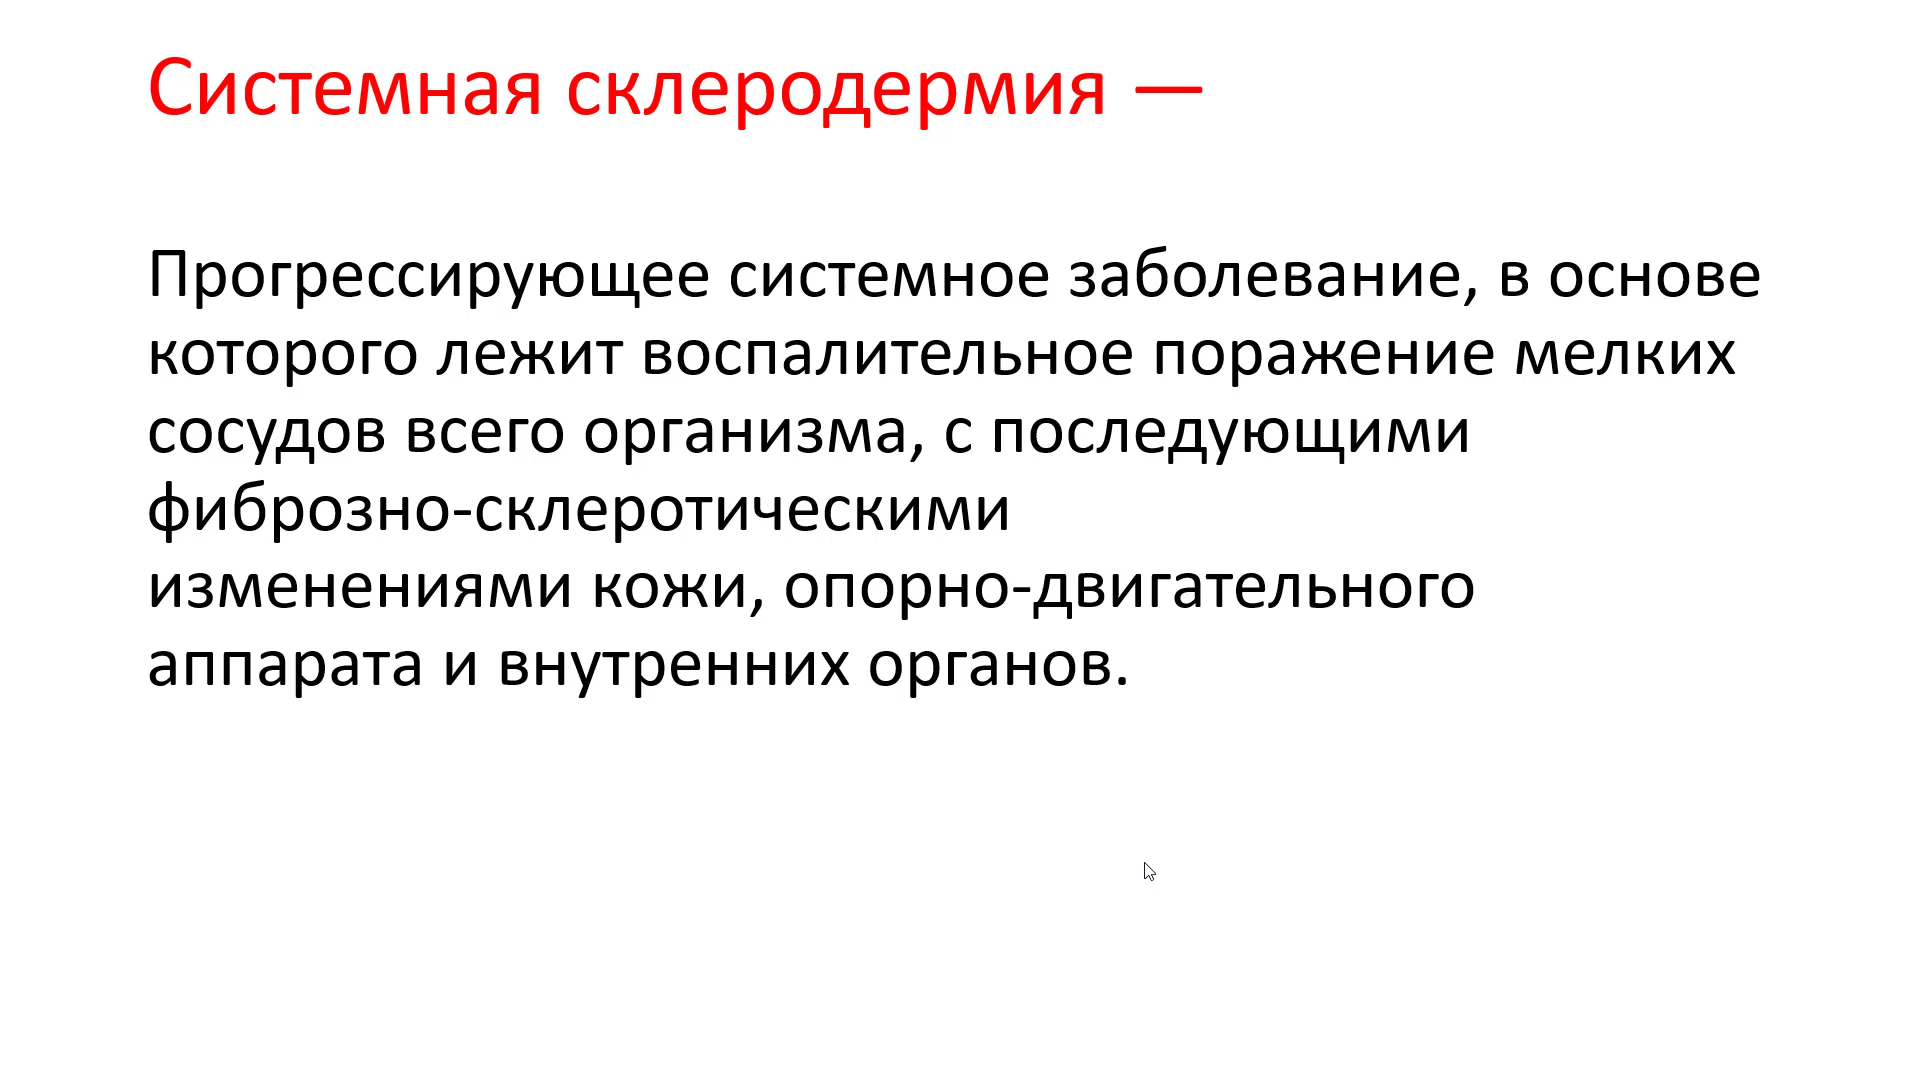 Системная склеродермия —
Прогрессирующее системное заболевание, в основе
которого лежит воспалительное поражение мелких
сосудов всего организма, с последующими
фиброзно-склеротическими
изменениями кожи, опорно-двигательного
аппарата и внутренних органов.